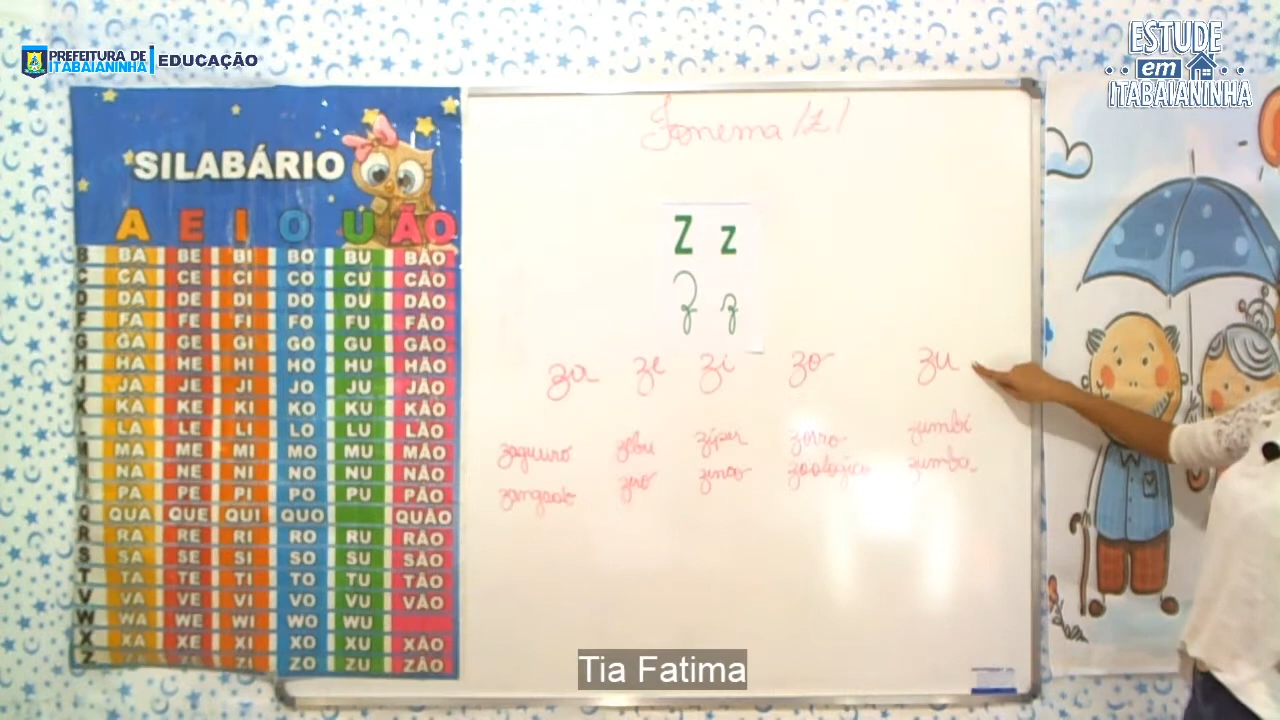 PREFEITURA DE
ITABAIANINHA
EDUCAÇÃO
ESTUDE
em
ITABAIANINHA
SILABÁRIO
A E I O U ÃO
B BA BE BI BO BU BÃO
C CA CE CI CO CU CÃO
D DA DE DI DO DU DÃO
F FA FE FI FO FU FÃO
G GA GE GI GO GU GÃO
H HA HE HI HO HU HÃO
J JA JE JI JO JU JÃO
K KA KE KI KO KU KÃO
L LA LE LI LO LU LÃO
M MA ME MI MO MU MÃO
N NA NE NI NO NU NÃO
P PA PE PI PO PU PÃO
Q QUA QUE QUI QUO QUÃO
R RA RE RI RO RU RÃO
S SA SE SI SO SU SÃO
T TA TE TI TO TU TÃO
V VA VE VI VO VU VÃO
W WA WE WI WO WU
X XA XE XI XO XU XÃO
Z ZA ZE ZI ZO ZU ZÃO
Fonema /z/
Z z
Z z
za ze zi zo zu
zagueiro zebu zíper zorro zumbi
zangado zero zinco zoológico zumba
Tia Fatima